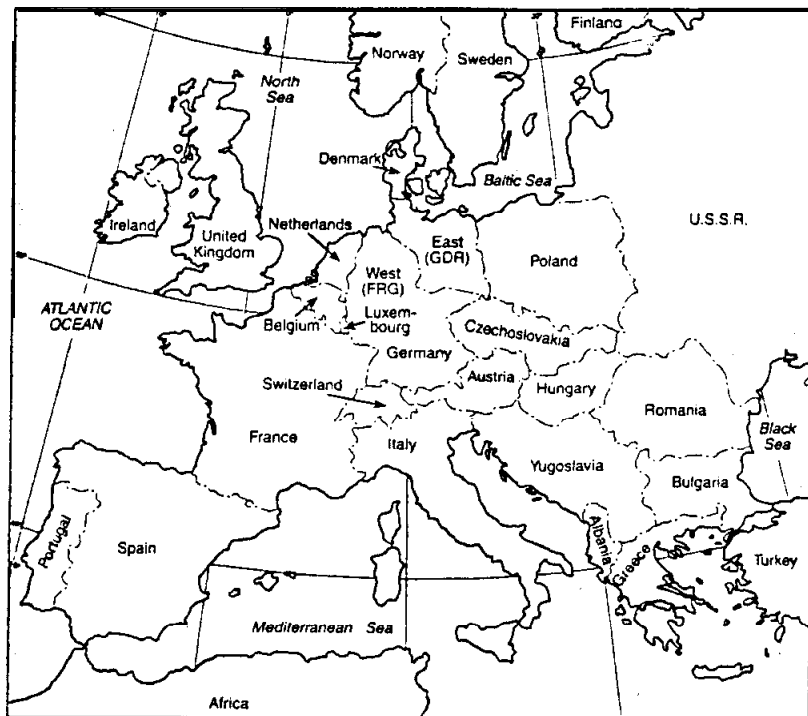 Finland
Norway
Sweden
North
Sea
Denmark
Baltic Sea
U.S.S.R.
Ireland
United
Kingdom
Netherlands
East
(GDR)
Poland
West
(FRG)
ATLANTIC
OCEAN
Belgium
Luxem-
bourg
Czechoslovakia
Germany
Austria
Switzerland
Hungary
Romania
Black
Sea
France
Italy
Yugoslavia
Bulgaria
Portugal
Spain
Albania
Greece
Turkey
Mediterranean Sea
Africa